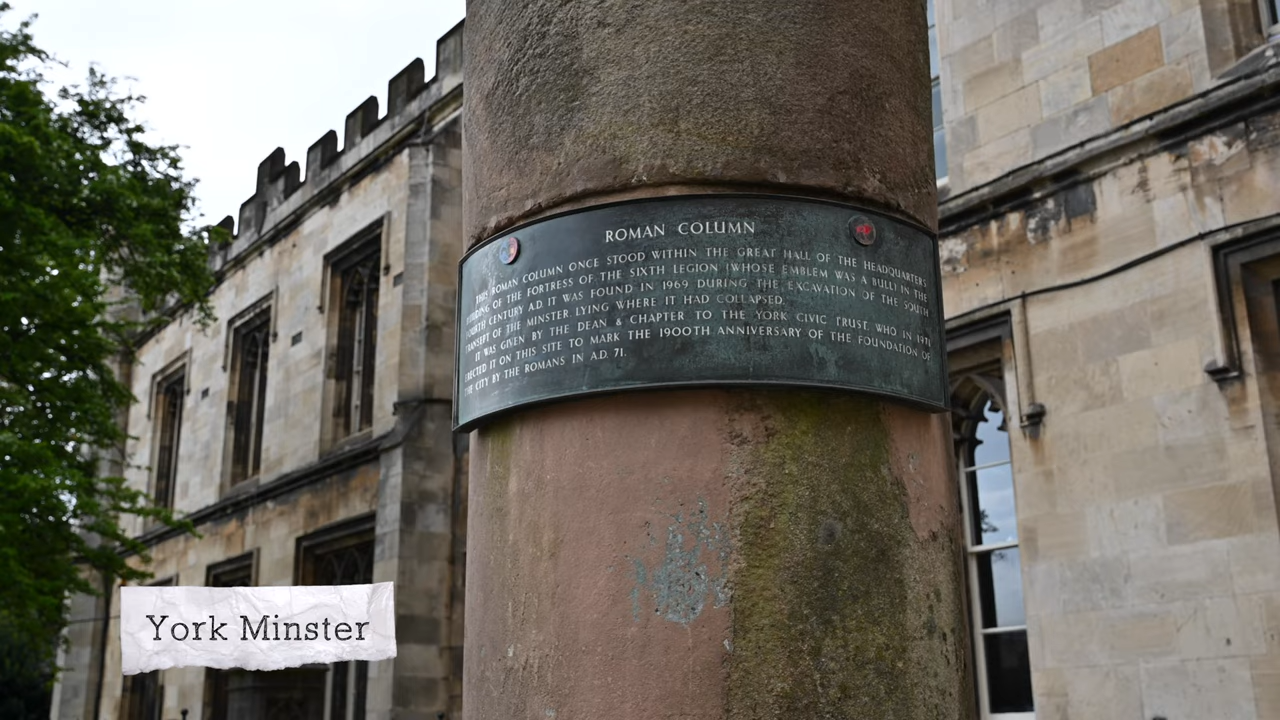 ROMAN COLUMN
THIS ROMAN COLUMN ONCE STOOD WITHIN THE GREAT HALL OF THE HEADQUARTERS
BUILDING OF THE FORTRESS OF THE SIXTH LEGION (WHOSE EMBLEM WAS A BULL) IN THE
FOURTH CENTURY A.D. IT WAS FOUND IN 1969 DURING THE EXCAVATION OF THE SOUTH
TRANSEPT OF THE MINSTER, LYING WHERE IT HAD COLLAPSED.
IT WAS GIVEN BY THE DEAN & CHAPTER TO THE YORK CIVIC TRUST, WHO IN 1971
ERECTED IT ON THIS SITE TO MARK THE 1900TH ANNIVERSARY OF THE FOUNDATION OF
THE CITY BY THE ROMANS IN A.D. 71.
York Minster